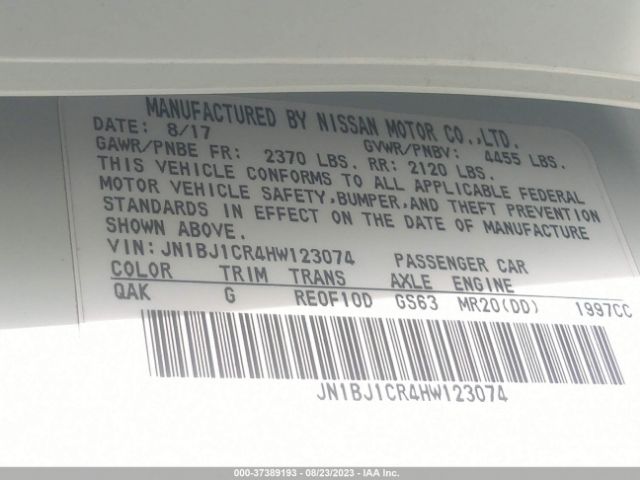 MANUFACTURED BY NISSAN MOTOR CO.,LTD.
DATE: 8/17 GVWR/PNBV: 4455 LBS.
GAWR/PNBE FR: 2370 LBS. RR: 2120 LBS.
THIS VEHICLE CONFORMS TO ALL APPLICABLE FEDERAL
MOTOR VEHICLE SAFETY,BUMPER,AND THEFT PREVENTION
STANDARDS IN EFFECT ON THE DATE OF MANUFACTURE
SHOWN ABOVE.
VIN: JN1BJ1CR4HW123074 PASSENGER CAR
COLOR TRIM TRANS AXLE ENGINE
QAK G RE0F10D GS63 MR20(DD) 1997CC
JN1BJ1CR4HW123074
000-37389193 - 08/23/2023 - IAA Inc.